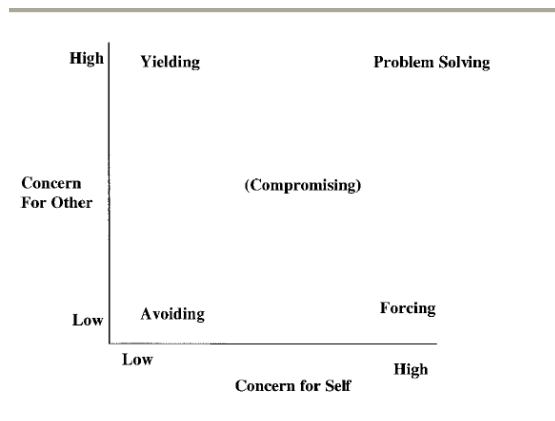 High
Yielding
Problem Solving
Concern
For Other
(Compromising)
Low
Avoiding
Forcing
Low
High
Concern for Self